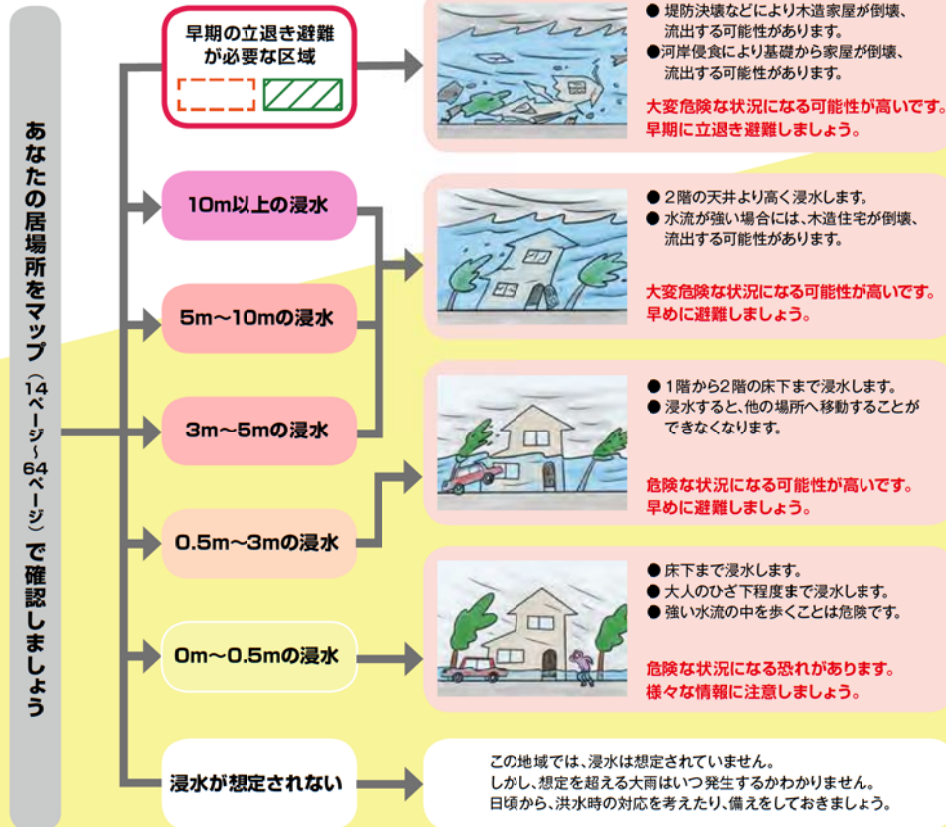 あなたの居場所をマップ（14ページ～64ページ）で確認しましょう
早期の立退き避難
が必要な区域
● 堤防決壊などにより木造家屋が倒壊、
流出する可能性があります。
●河岸侵食により基礎から家屋が倒壊、
流出する可能性があります。
大変危険な状況になる可能性が高いです。
早期に立退き避難しましょう。
10m以上の浸水
5m～10mの浸水
3m～5mの浸水
● 2階の天井より高く浸水します。
● 水流が強い場合には、木造住宅が倒壊、
流出する可能性があります。
大変危険な状況になる可能性が高いです。
早めに避難しましょう。
0.5m～3mの浸水
● 1階から2階の床下まで浸水します。
● 浸水すると、他の場所へ移動することが
できなくなります。
危険な状況になる可能性が高いです。
早めに避難しましょう。
0m～0.5mの浸水
● 床下まで浸水します。
● 大人のひざ下程度まで浸水します。
● 強い水流の中を歩くことは危険です。
危険な状況になる恐れがあります。
様々な情報に注意しましょう。
浸水が想定されない
この地域では、浸水は想定されていません。
しかし、想定を超える大雨はいつ発生するかわかりません。
日頃から、洪水時の対応を考えたり、備えをしておきましょう。